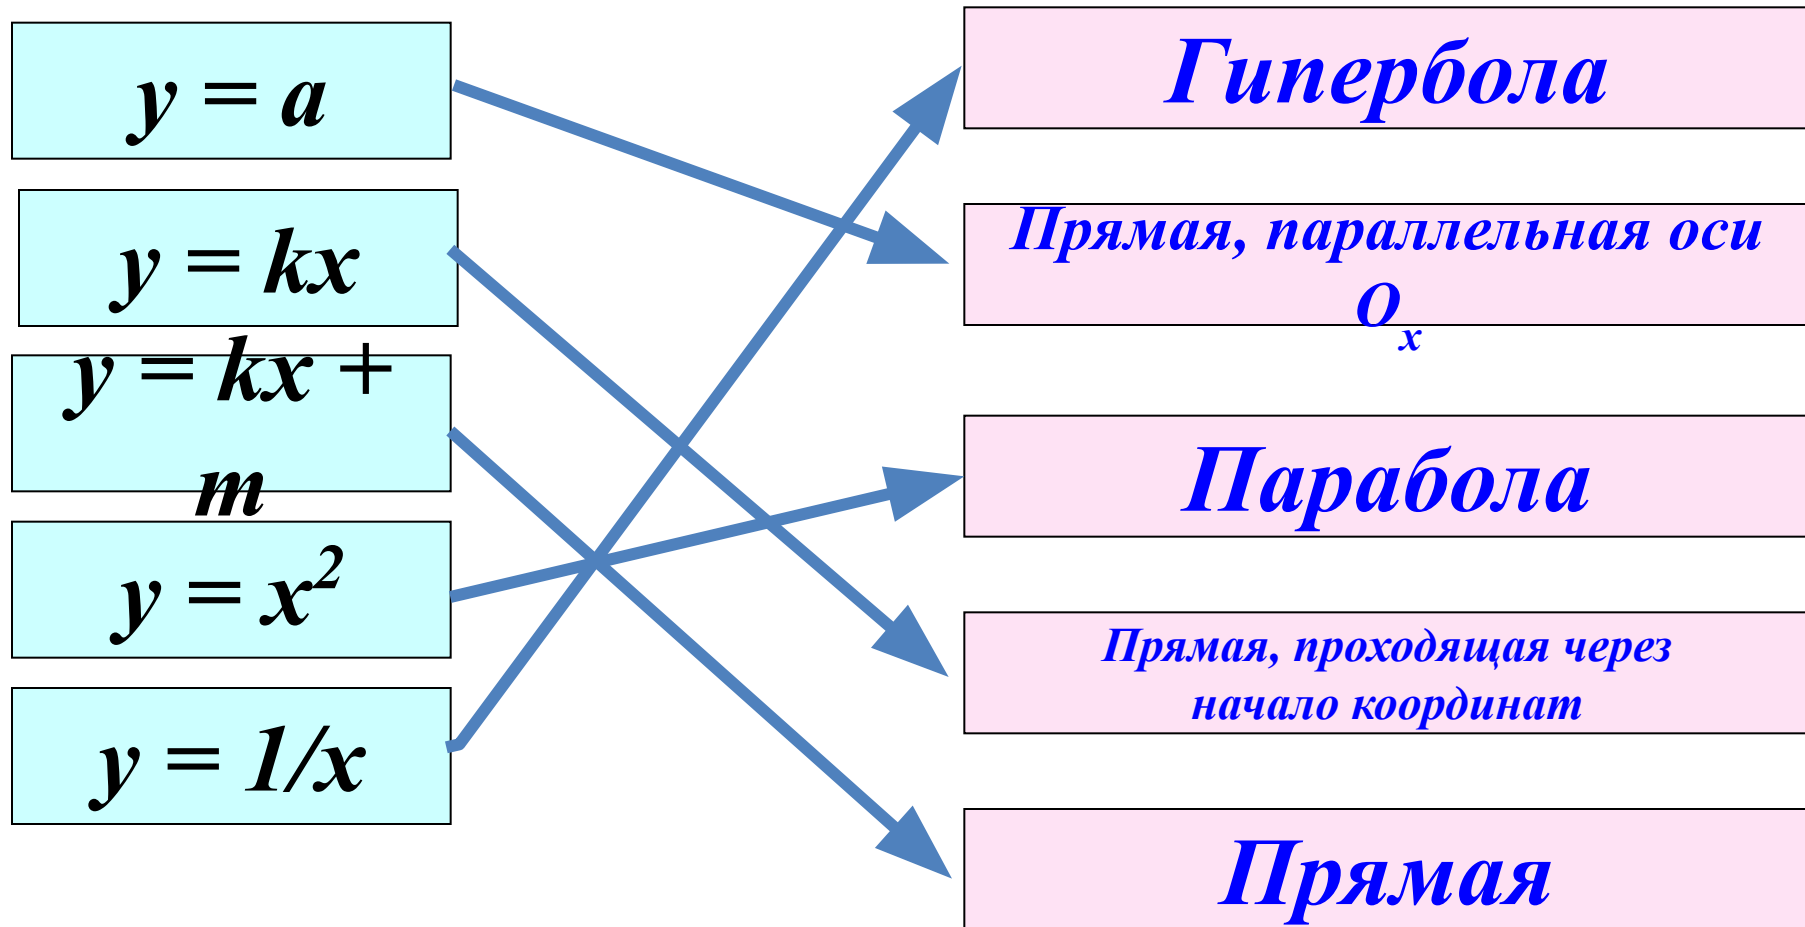 y = a
y = kx
y = kx +
m
y = x²
y = 1/x
Гипербола
Прямая, параллельная оси
Oₓ
Парабола
Прямая, проходящая через
начало координат
Прямая